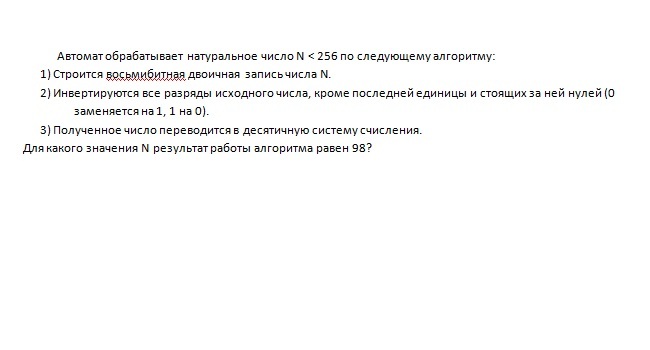 Автомат обрабатывает натуральное число N < 256 по следующему алгоритму:
1) Строится восьмибитная двоичная запись числа N.
2) Инвертируются все разряды исходного числа, кроме последней единицы и стоящих за ней нулей (0
заменяется на 1, 1 на 0).
3) Полученное число переводится в десятичную систему счисления.
Для какого значения N результат работы алгоритма равен 98?